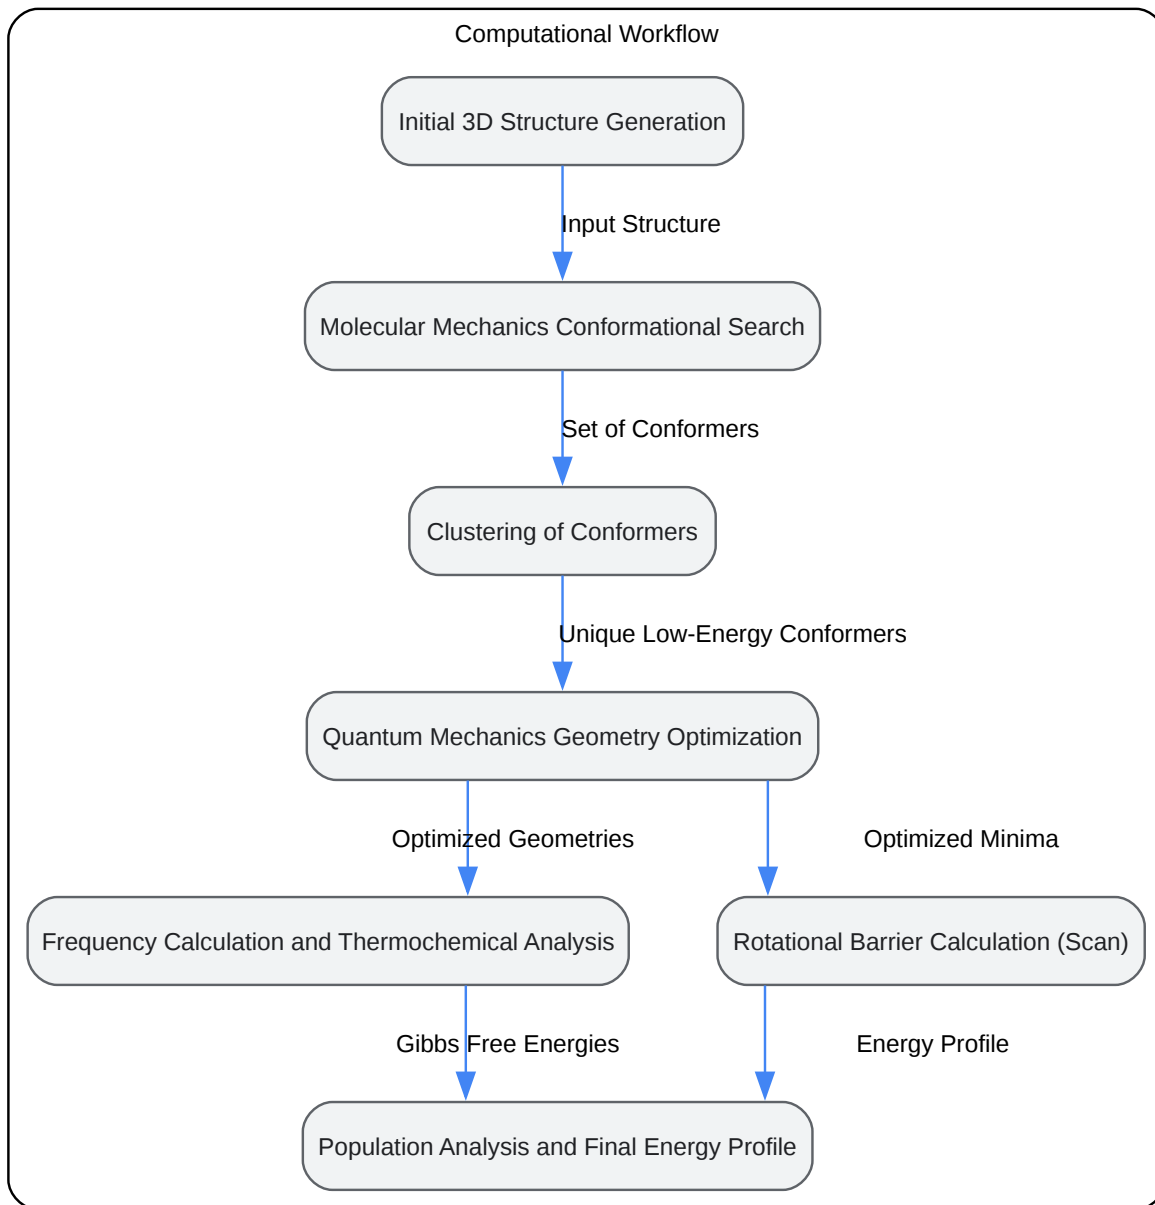 Computational Workflow
Initial 3D Structure Generation
Input Structure
Molecular Mechanics Conformational Search
Set of Conformers
Clustering of Conformers
Unique Low-Energy Conformers
Quantum Mechanics Geometry Optimization
Optimized Geometries
Optimized Minima
Frequency Calculation and Thermochemical Analysis
Rotational Barrier Calculation (Scan)
Gibbs Free Energies
Energy Profile
Population Analysis and Final Energy Profile